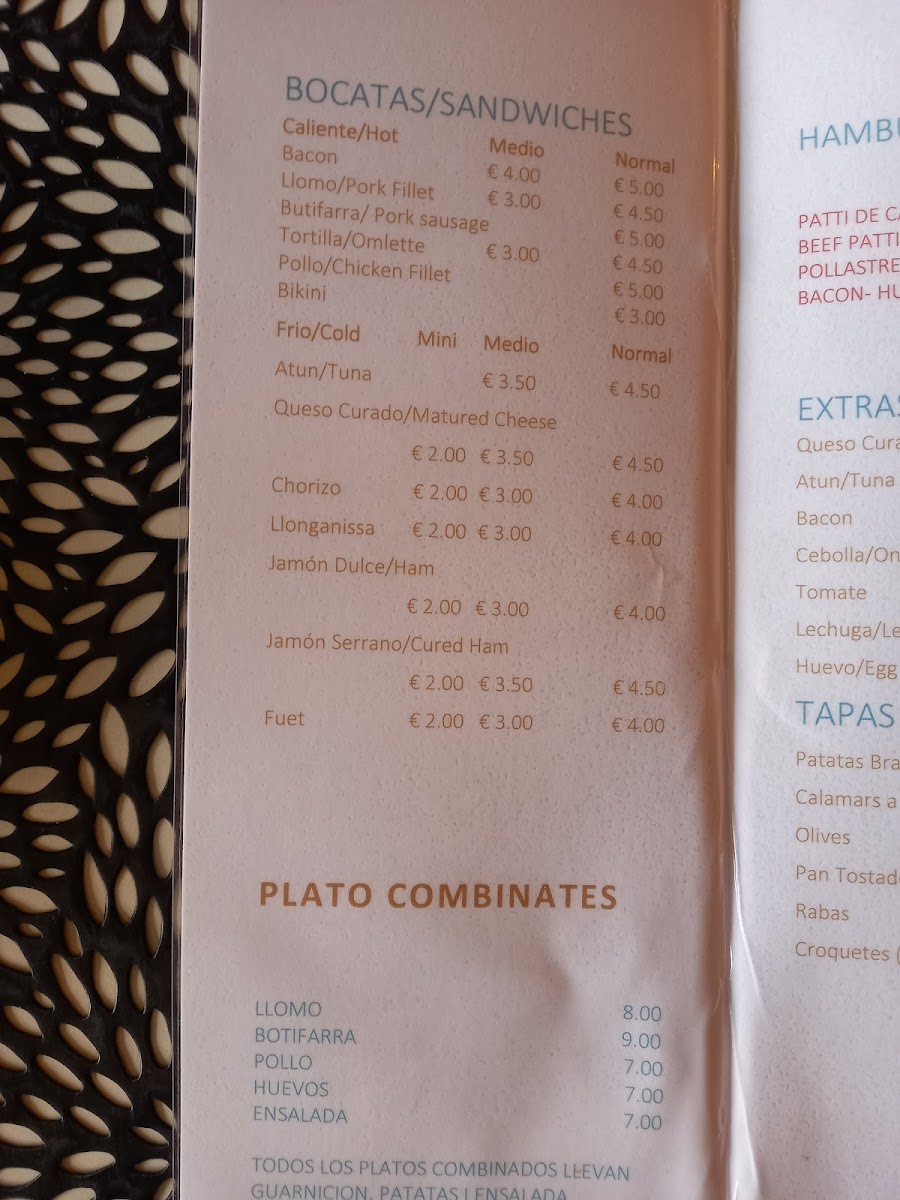 BOCATAS/SANDWICHES
Caliente/Hot Medio Normal
Bacon € 4.00 € 5.00
Llomo/Pork Fillet € 3.00 € 4.50
Butifarra/ Pork sausage € 5.00
Tortilla/Omlette € 3.00 € 4.50
Pollo/Chicken Fillet € 5.00
Bikini € 3.00
Frio/Cold Mini Medio Normal
Atun/Tuna € 3.50 € 4.50
Queso Curado/Matured Cheese
€ 2.00 € 3.50 € 4.50
Chorizo € 2.00 € 3.00 € 4.00
Llonganissa € 2.00 € 3.00 € 4.00
Jamón Dulce/Ham
€ 2.00 € 3.00 € 4.00
Jamón Serrano/Cured Ham
€ 2.00 € 3.50 € 4.50
Fuet € 2.00 € 3.00 € 4.00
PLATO COMBINATES
LLOMO 8.00
BOTIFARRA 9.00
POLLO 7.00
HUEVOS 7.00
ENSALADA 7.00
TODOS LOS PLATOS COMBINADOS LLEVAN
GUARNICION, PATATAS I ENSALADA
HAMBU
PATTI DE CA
BEEF PATTI
POLLASTRE
BACON- HU
EXTRAS
Queso Cura
Atun/Tuna
Bacon
Cebolla/On
Tomate
Lechuga/Le
Huevo/Egg
TAPAS
Patatas Bra
Calamars a
Olives
Pan Tostad
Rabas
Croquetes (